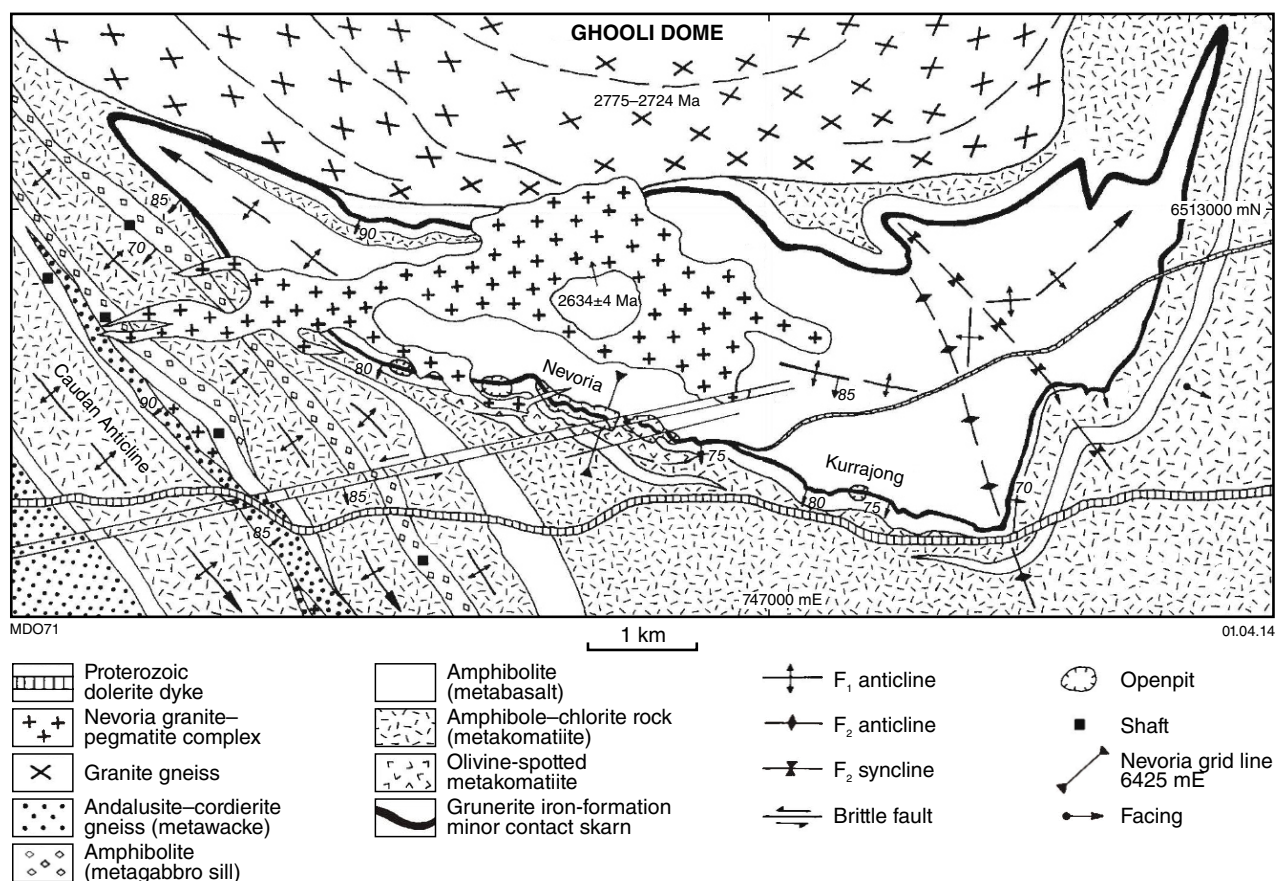 GHOOLI DOME
2775–2724 Ma
85
90
6513000 mN
70
2634±4 Ma
80
Nevoria
85
Caudan Anticline
90
75
Kurrajong
85
80
75
70
85
747000 mE
MDO71
1 km
01.04.14
Proterozoic
dolerite dyke
Nevoria granite–
pegmatite complex
Granite gneiss
Andalusite–cordierite
gneiss (metawacke)
Amphibolite
(metagabbro sill)
Amphibolite
(metabasalt)
Amphibole–chlorite rock
(metakomatiite)
Olivine-spotted
metakomatiite
Grunerite iron-formation
minor contact skarn
F₁ anticline
F₂ anticline
F₂ syncline
Brittle fault
Openpit
Shaft
Nevoria grid line
6425 mE
Facing